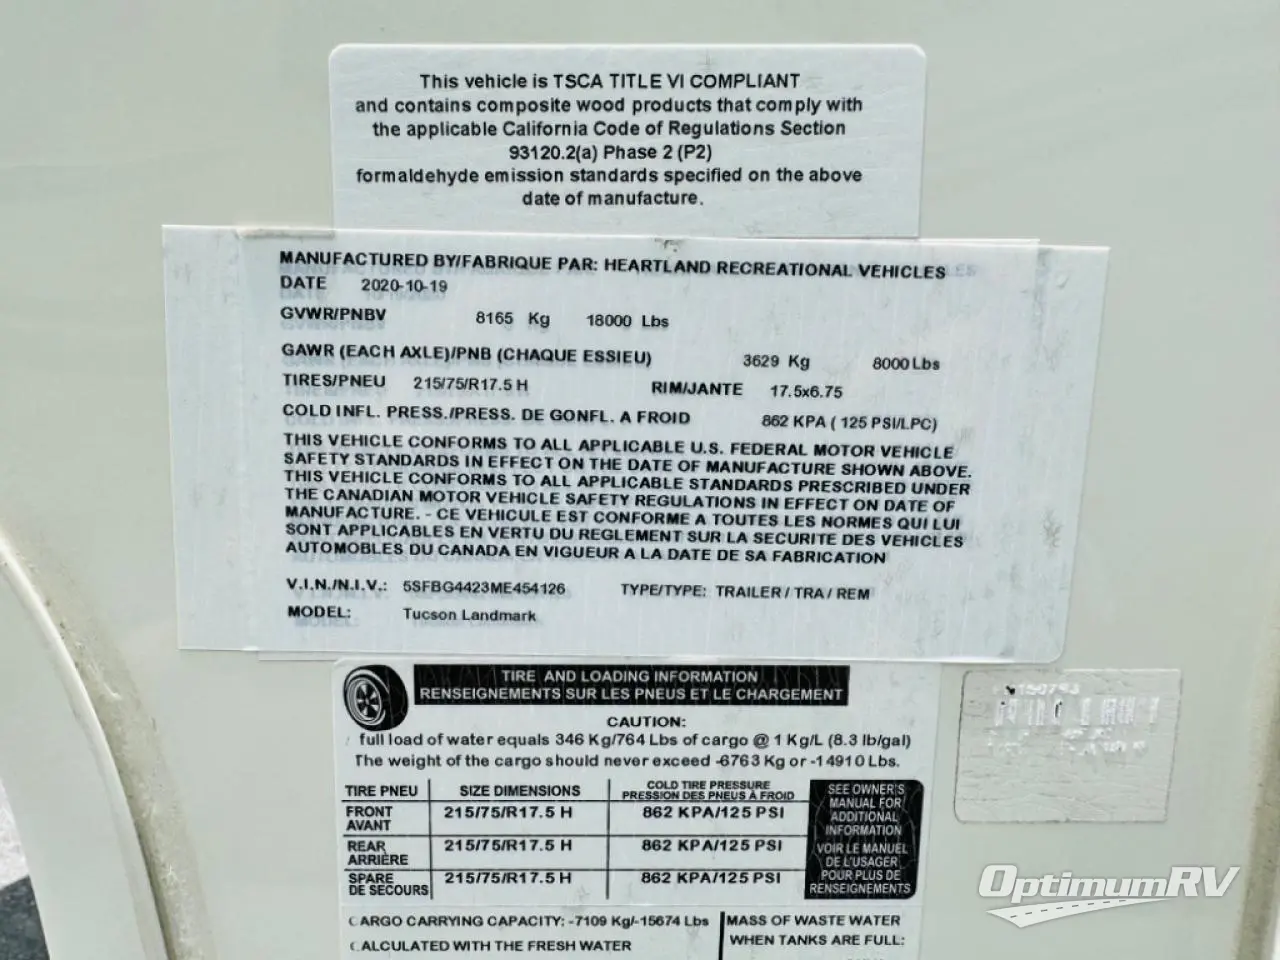 This vehicle is TSCA TITLE VI COMPLIANT
and contains composite wood products that comply with
the applicable California Code of Regulations Section
93120.2(a) Phase 2 (P2)
formaldehyde emission standards specified on the above
date of manufacture.
MANUFACTURED BY/FABRIQUE PAR: HEARTLAND RECREATIONAL VEHICLES
DATE 2020-10-19
GVWR/PNBV 8165 Kg 18000 Lbs
GAWR (EACH AXLE)/PNB (CHAQUE ESSIEU) 3629 Kg 8000 Lbs
TIRES/PNEU 215/75/R17.5 H RIM/JANTE 17.5x6.75
COLD INFL. PRESS./PRESS. DE GONFL. A FROID 862 KPA ( 125 PSI/LPC)
THIS VEHICLE CONFORMS TO ALL APPLICABLE U.S. FEDERAL MOTOR VEHICLE
SAFETY STANDARDS IN EFFECT ON THE DATE OF MANUFACTURE SHOWN ABOVE.
THIS VEHICLE CONFORMS TO ALL APPLICABLE STANDARDS PRESCRIBED UNDER
THE CANADIAN MOTOR VEHICLE SAFETY REGULATIONS IN EFFECT ON DATE OF
MANUFACTURE. - CE VEHICULE EST CONFORME A TOUTES LES NORMES QUI LUI
SONT APPLICABLES EN VERTU DU REGLEMENT SUR LA SECURITE DES VEHICLES
AUTOMOBLES DU CANADA EN VIGUEUR A LA DATE DE SA FABRICATION
V.I.N./N.I.V.: 5SFBG4423ME454126 TYPE/TYPE: TRAILER / TRA / REM
MODEL: Tucson Landmark
TIRE AND LOADING INFORMATION
RENSEIGNEMENTS SUR LES PNEUS ET LE CHARGEMENT
CAUTION:
full load of water equals 346 Kg/764 Lbs of cargo @ 1 Kg/L (8.3 lb/gal)
The weight of the cargo should never exceed -6763 Kg or -14910 Lbs.
TIRE PNEU SIZE DIMENSIONS COLD TIRE PRESSURE
PRESSION DES PNEUS À FROID
FRONT AVANT 215/75/R17.5 H 862 KPA/125 PSI
REAR ARRIÈRE 215/75/R17.5 H 862 KPA/125 PSI
SPARE DE SECOURS 215/75/R17.5 H 862 KPA/125 PSI
SEE OWNER'S
MANUAL FOR
ADDITIONAL
INFORMATION
VOIR LE MANUEL
DE L'USAGER
POUR PLUS DE
RENSEIGNEMENTS
CARGO CARRYING CAPACITY: -7109 Kg/-15674 Lbs
CALCULATED WITH THE FRESH WATER
MASS OF WASTE WATER
WHEN TANKS ARE FULL:
OptimumRV